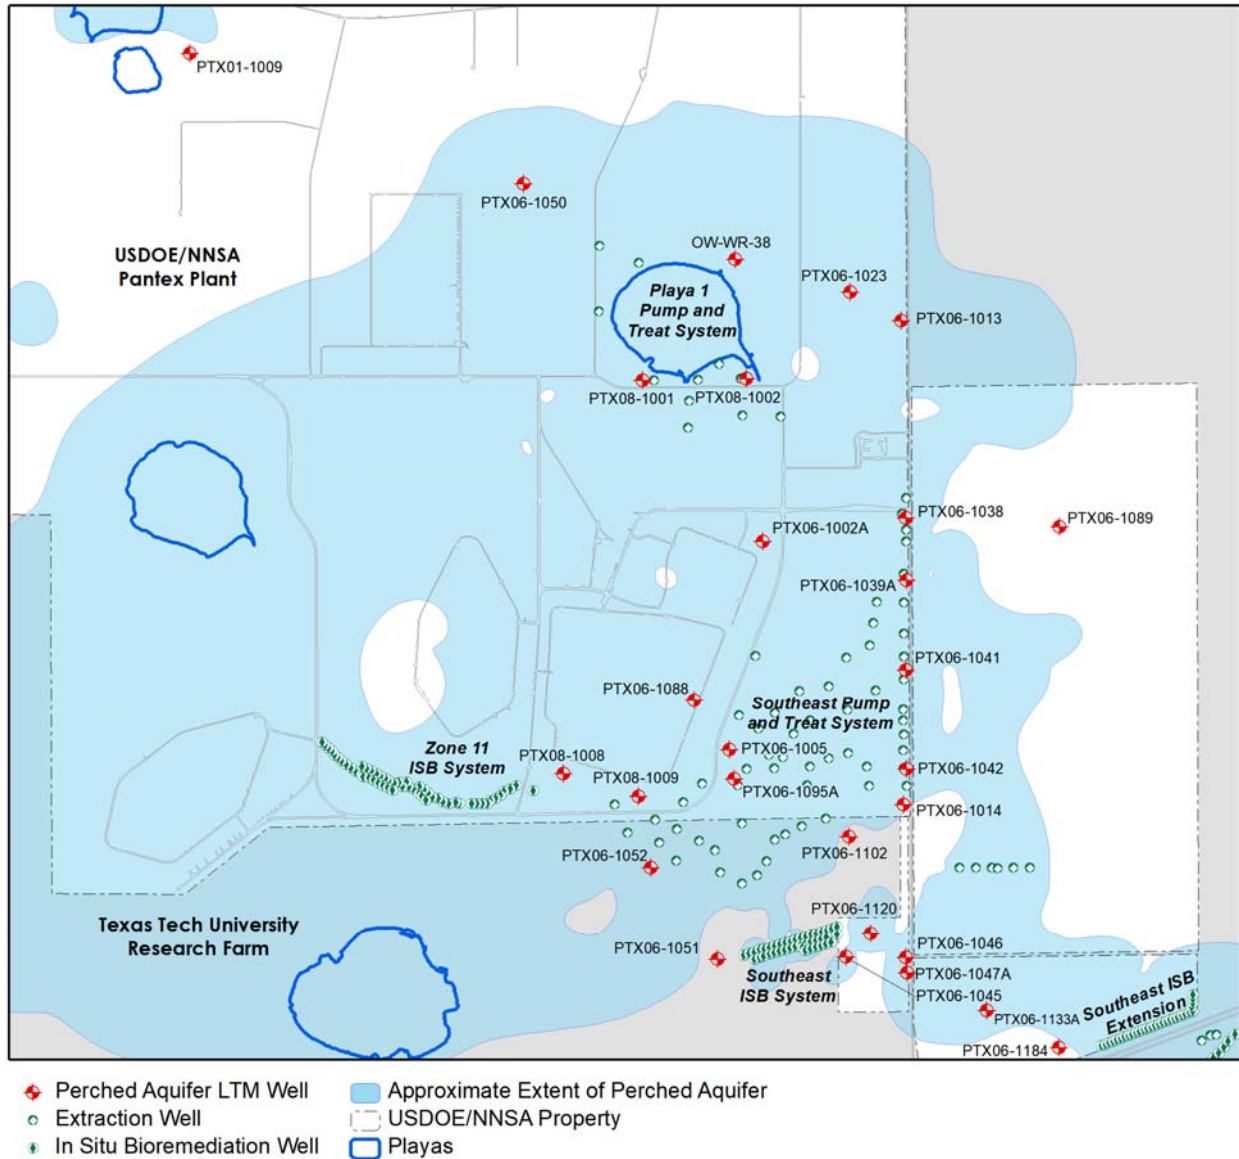 PTX01-1009
PTX06-1050
USDOE/NNSA
Pantex Plant
OW-WR-38
PTX06-1023
Playa 1
Pump and
Treat System
PTX06-1013
PTX08-1001
PTX08-1002
PTX06-1038
PTX06-1089
PTX06-1002A
PTX06-1039A
PTX06-1041
PTX06-1088
Southeast Pump
and Treat System
Zone 11
ISB System
PTX08-1008
PTX06-1005
PTX08-1009
PTX06-1042
PTX06-1095A
PTX06-1014
PTX06-1052
PTX06-1102
PTX06-1120
Texas Tech University
Research Farm
PTX06-1051
PTX06-1046
Southeast
ISB System
PTX06-1047A
PTX06-1045
PTX06-1133A
Southeast ISB
Extension
PTX06-1184
Perched Aquifer LTM Well
Approximate Extent of Perched Aquifer
Extraction Well
USDOE/NNSA Property
In Situ Bioremediation Well
Playas